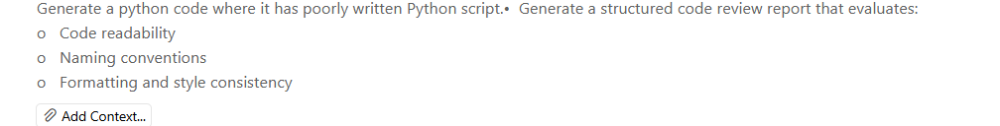 Generate a python code where it has poorly written Python script.•  Generate a structured code review report that evaluates:
o   Code readability
o   Naming conventions
o   Formatting and style consistency
Add Context...